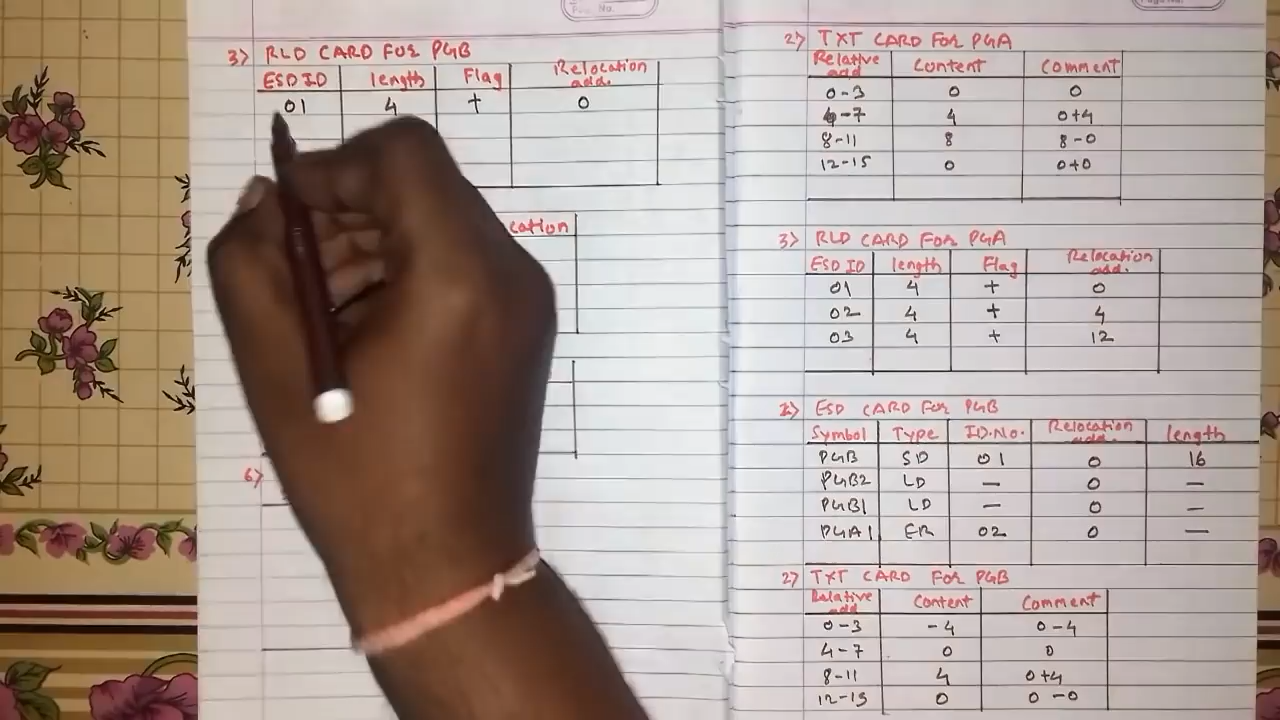 3> RLD CARD FOR PGB
ESD ID length Flag Relocation add.
01 4 + 0
cation
6>
2> TXT CARD FOR PGA
Relative add Content Comment
0-3 0 0
4-7 4 0+4
8-11 8 8-0
12-15 0 0+0
3> RLD CARD FOR PGA
ESD ID length Flag Relocation add.
01 4 + 0
02 4 + 4
03 4 + 12
ESD CARD FOR PGB
Symbol Type ID.No. Relocation add. length
PGB SD 01 0 16
PGB2 LD — 0 —
PGB1 LD — 0 —
PGA1 ER 02 0 —
2> TXT CARD FOR PGB
Relative add Content Comment
0-3 -4 0-4
4-7 0 0
8-11 4 0+4
12-15 0 0-0